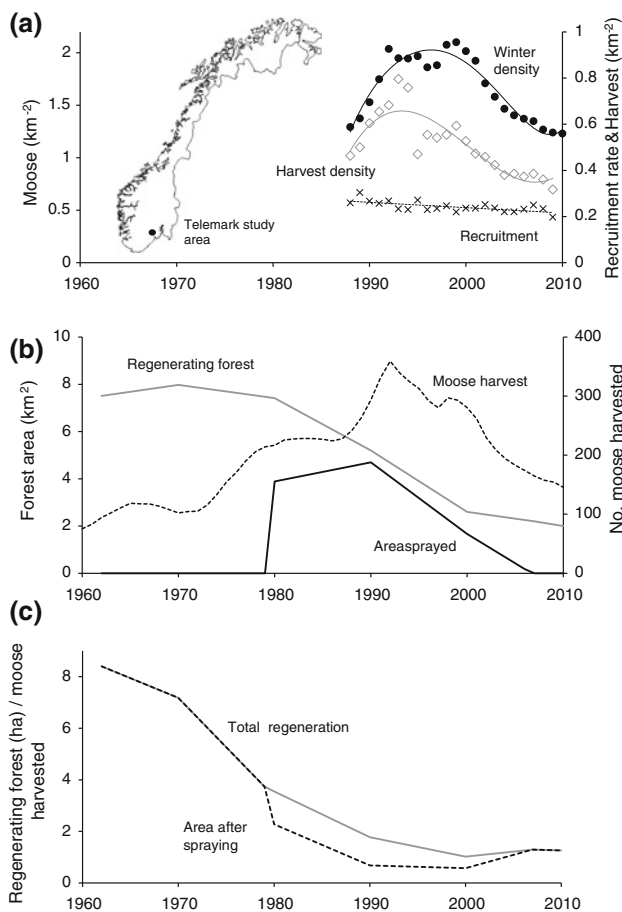 (a)
Moose (km-2)
2
1.5
1
0.5
0
1960
1970
1980
1990
2000
2010
1
0.8
0.6
0.4
0.2
0
Recruitment rate &Harvest (km-2)
Winter
density
Harvest density
Recruitment
Telemark study
area
(b)
Forest area (km-2)
10
8
6
4
2
0
1960
1970
1980
1990
2000
2010
400
300
200
100
0
No. moose harvested
Regenerating forest
Moose harvest
Areasprayed
(c)
Regenerating forest (ha) / moose
harvested
8
6
4
2
0
1960
1970
1980
1990
2000
2010
Total regeneration
Area after
spraying